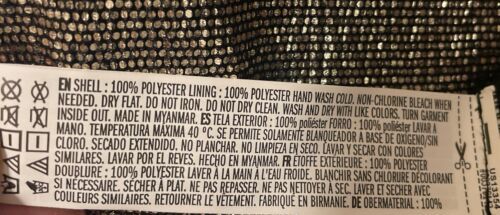 EN SHELL : 100% POLYESTER LINING : 100% POLYESTER HAND WASH COLD. NON-CHLORINE BLEACH WHEN
NEEDED. DRY FLAT. DO NOT IRON. DO NOT DRY CLEAN. WASH AND DRY WITH LIKE COLORS. TURN GARMENT
INSIDE OUT. MADE IN MYANMAR. ES TELA EXTERIOR : 100% poliéster FORRO : 100% poliéster LAVAR A
MANO. TEMPERATURA MÁXIMA 40 ºC. SE PERMITE SOLAMENTE BLANQUEADOR A BASE DE OXÍGENO/SIN
CLORO. SECADO EXTENDIDO. NO PLANCHAR. NO LIMPIEZA EN SECO. LAVAR Y SECAR CON COLORES
SIMILARES. LAVAR POR EL REVES. HECHO EN MYANMAR. FR ÉTOFFE EXTÉRIEURE : 100% POLYESTER
DOUBLURE : 100% POLYESTER LAVER À LA MAIN À L'EAU FROIDE. BLANCHIR SANS CHLORURE DÉCOLORANT
SI NÉCESSAIRE. SÉCHER À PLAT. NE PAS REPASSER. NE PAS NETTOYER À SEC. LAVER ET SÉCHER AVEC
COULEURS SIMILAIRES. RETOURNER LE VÊTEMENT. FABRIQUÉ EN BIRMANIE. DE OBERMATERIAL : 100%